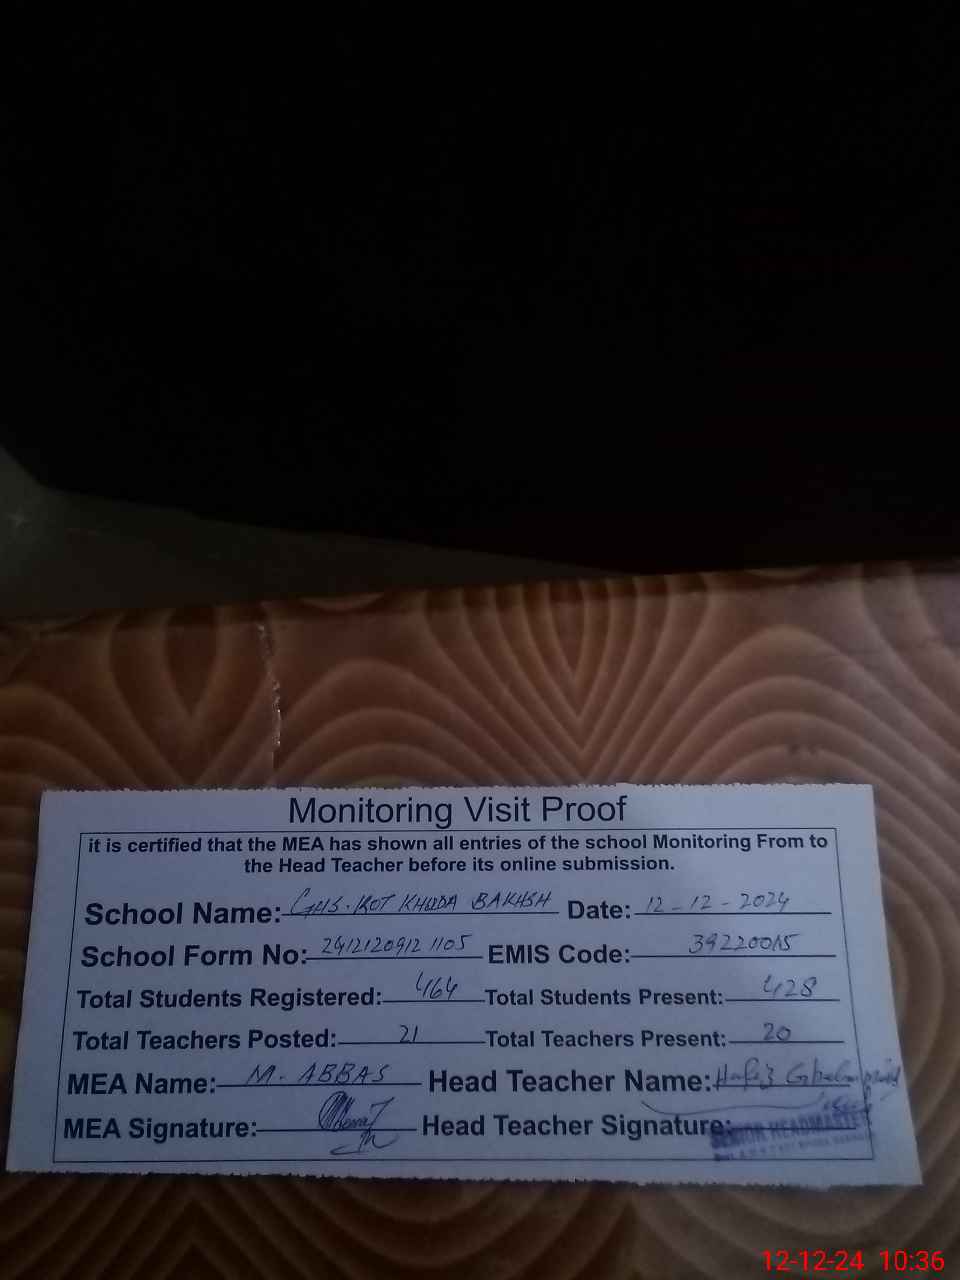 Monitoring Visit Proof
it is certified that the MEA has shown all entries of the school Monitoring From to
the Head Teacher before its online submission.
School Name: GHS. KOT KHUDA BAKHSH Date: 12-12-2024
School Form No: EMIS Code: 39220015
Total Students Registered: 464 Total Students Present: 428
Total Teachers Posted: 21 Total Teachers Present: 20
MEA Name: M. ABBAS Head Teacher Name: Hafiz
MEA Signature: Head Teacher Signature:
SENIOR HEADMASTER
12-12-24 10:36